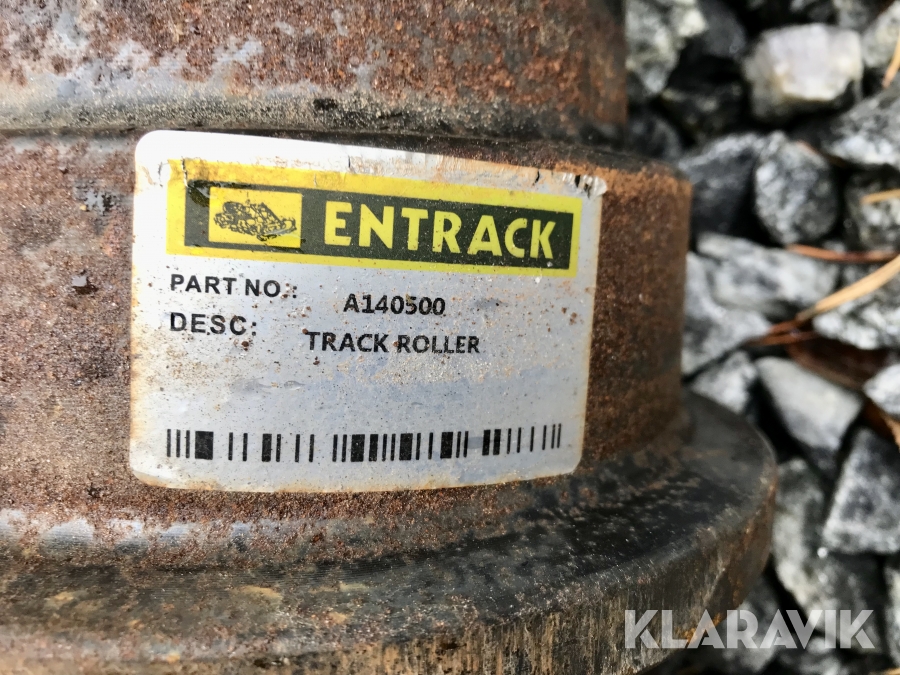 ENTRACK
PART NO.: A140500
DESC: TRACK ROLLER
KLARAVIK